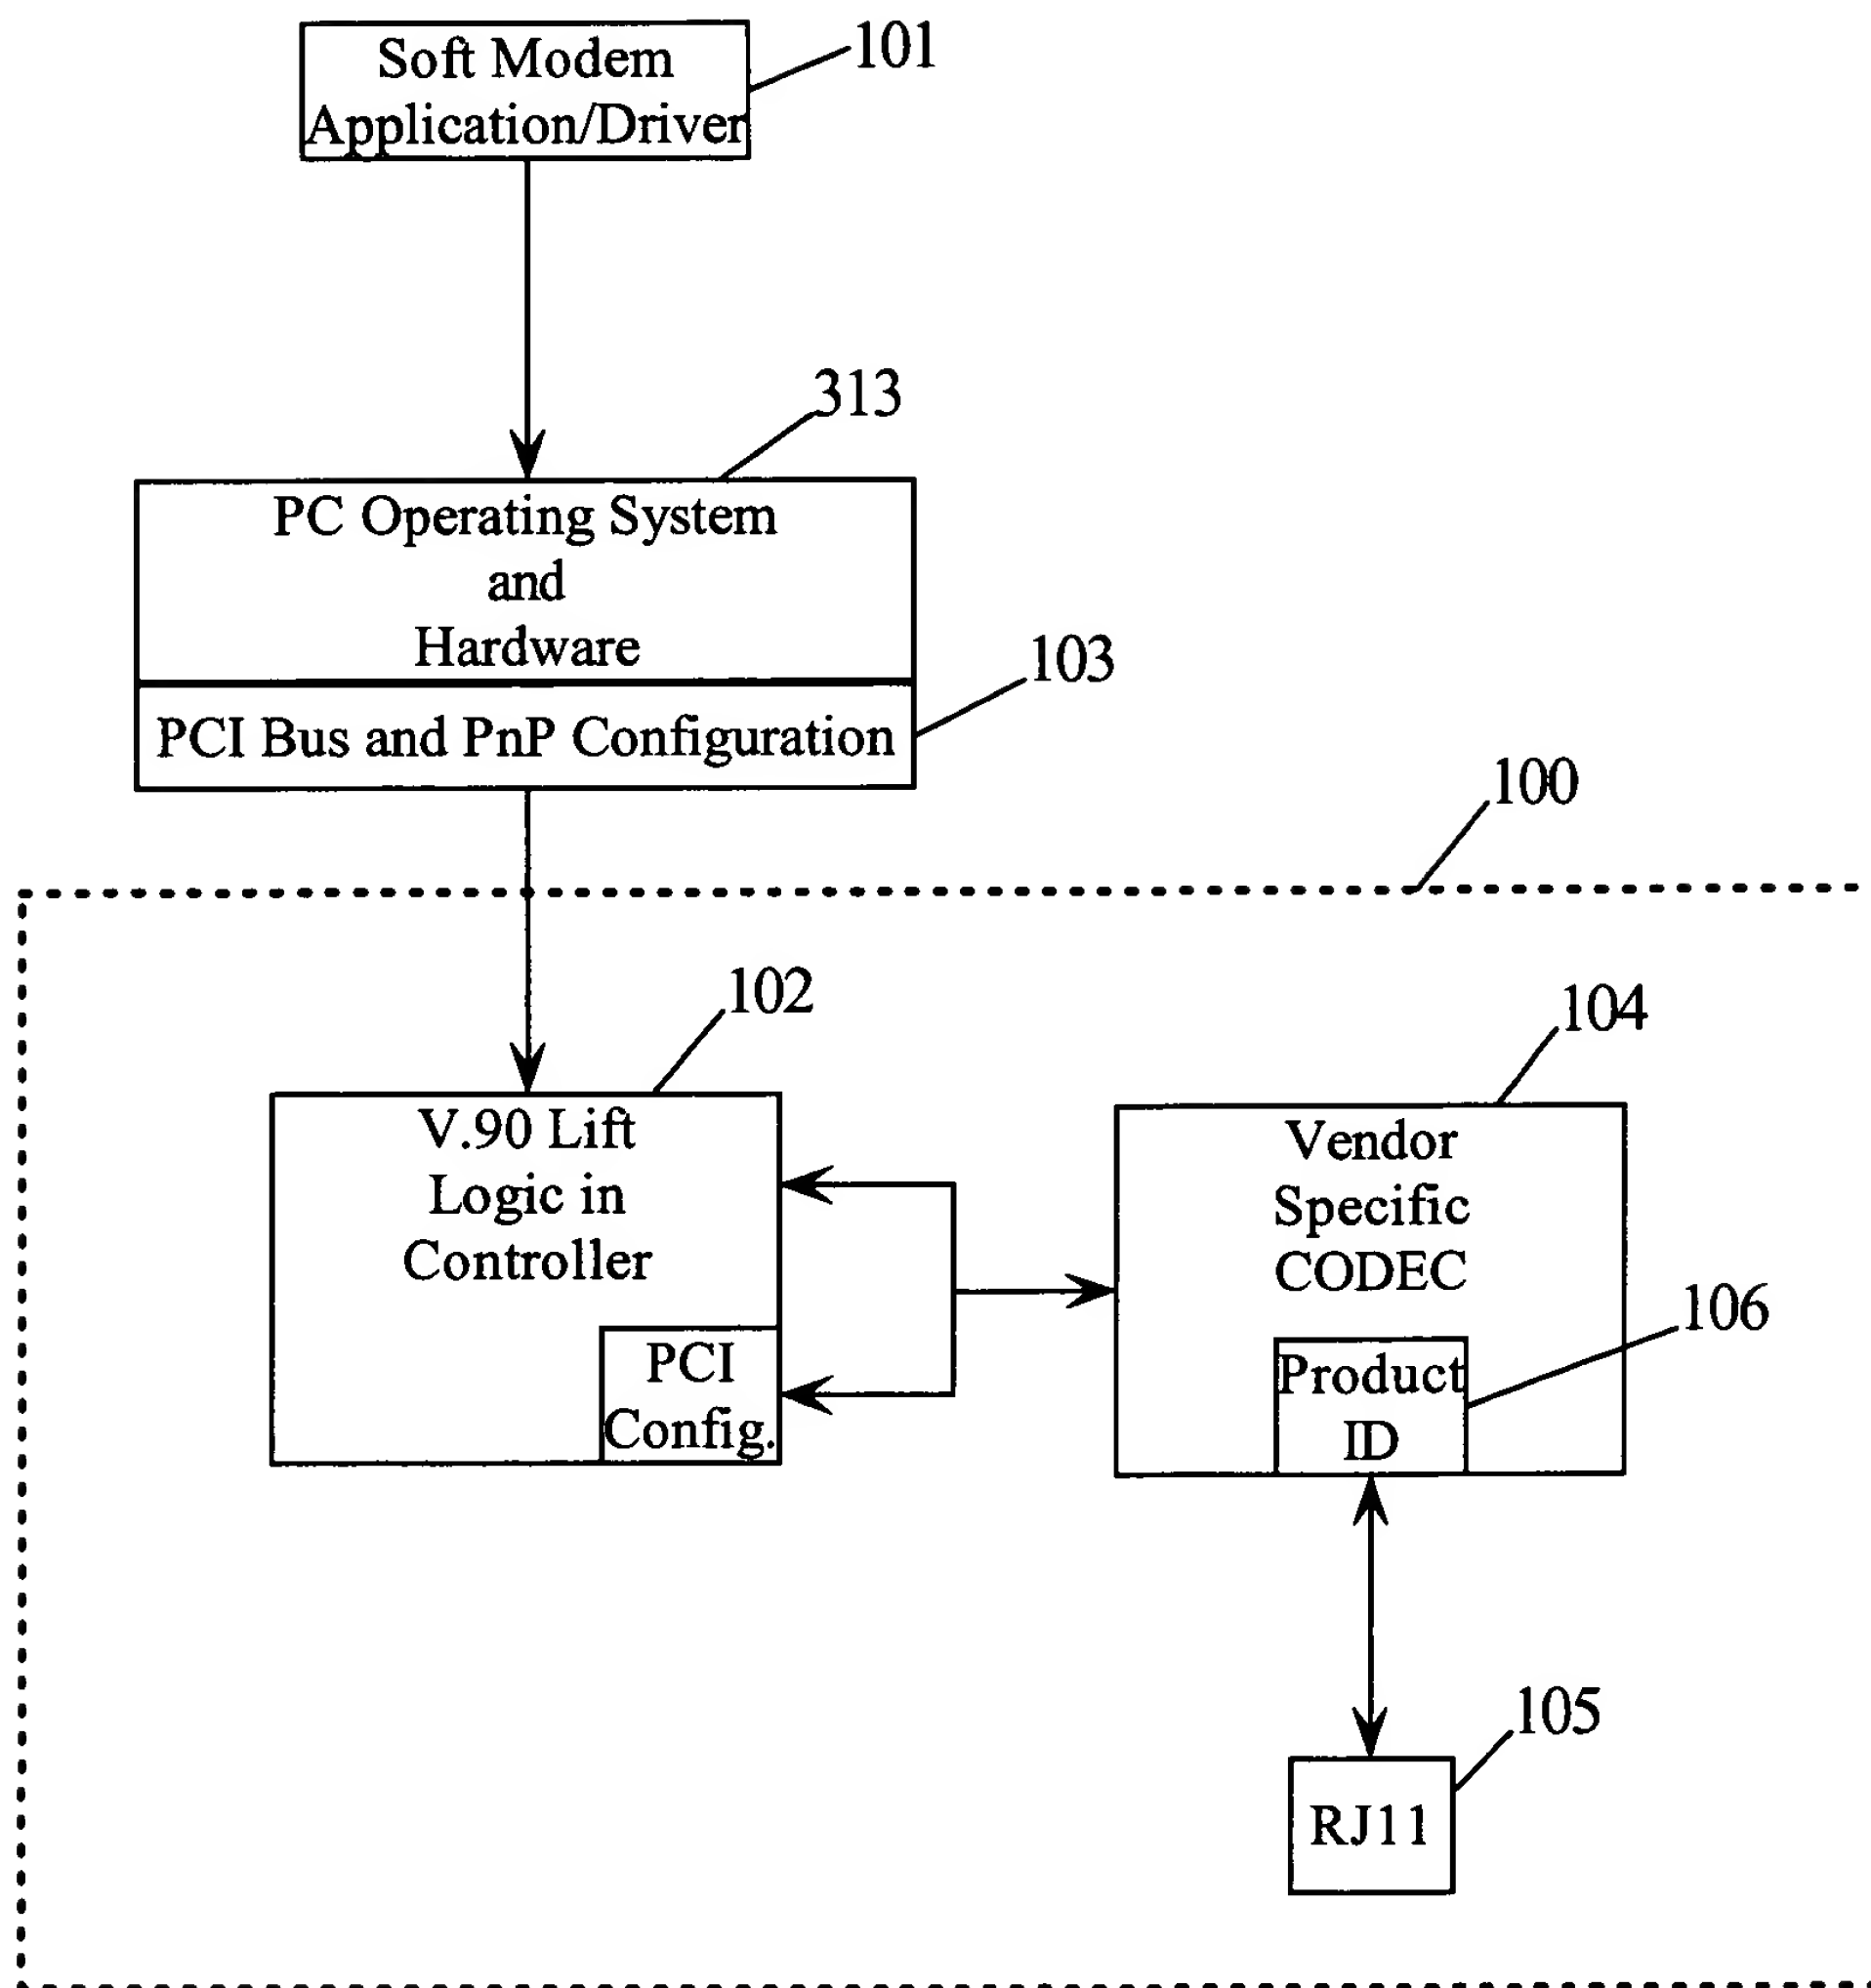 Soft Modem
Application/Driver
101
313
PC Operating System
and
Hardware
103
PCI Bus and PnP Configuration
100
102
104
V.90 Lift
Logic in
Controller
Vendor
Specific
CODEC
106
PCI
Config.
Product
ID
105
RJ11